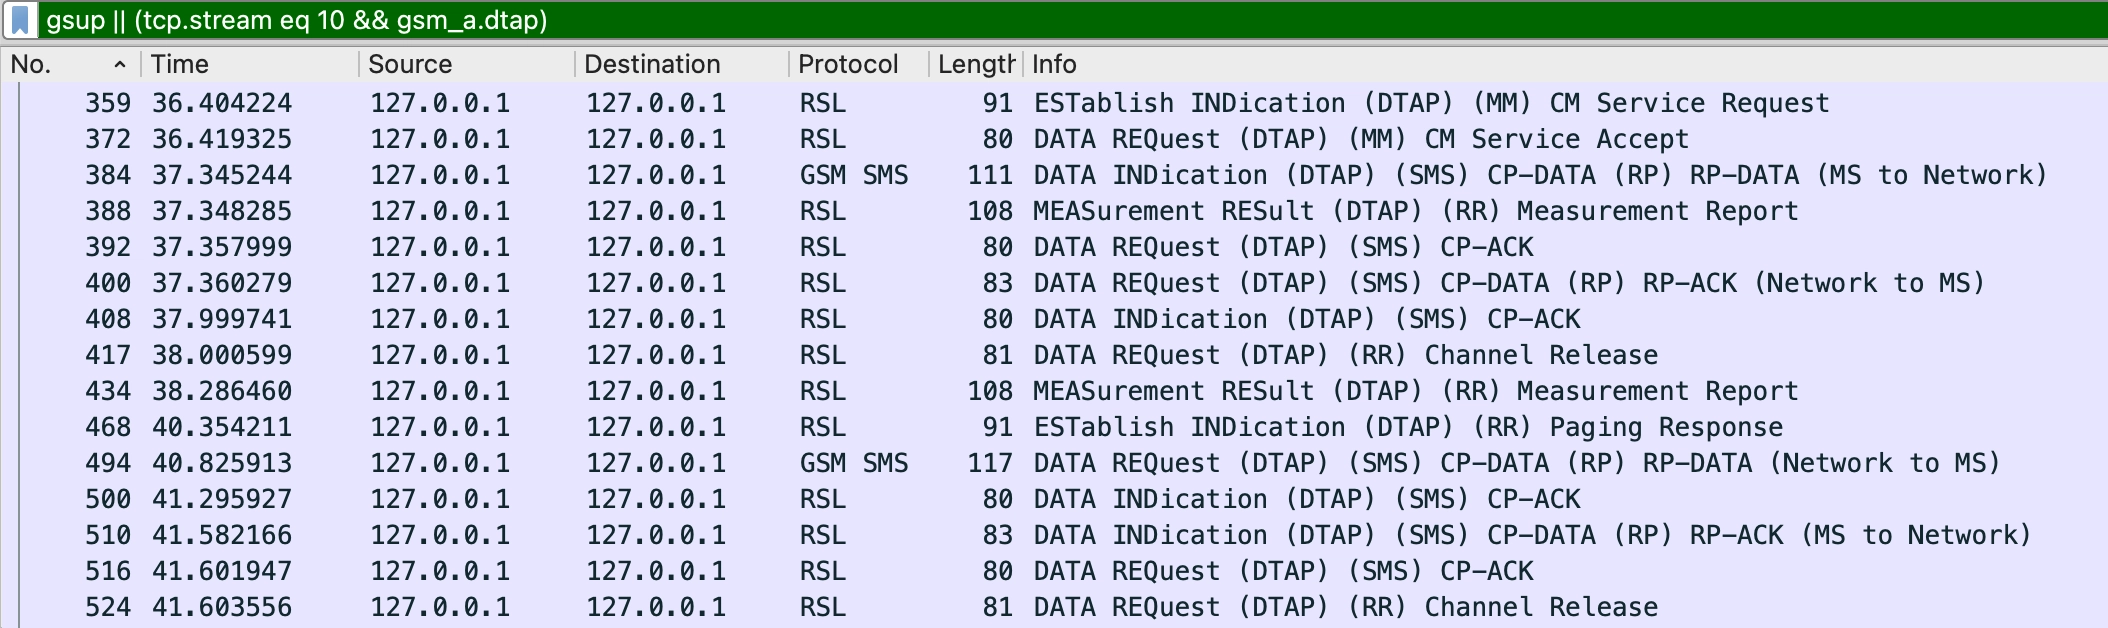 gsup || (tcp.stream eq 10 && gsm_a.dtap)
No. Time Source Destination Protocol Length Info
359 36.404224 127.0.0.1 127.0.0.1 RSL 91 ESTablish INDication (DTAP) (MM) CM Service Request
372 36.419325 127.0.0.1 127.0.0.1 RSL 80 DATA REQuest (DTAP) (MM) CM Service Accept
384 37.345244 127.0.0.1 127.0.0.1 GSM SMS 111 DATA INDication (DTAP) (SMS) CP-DATA (RP) RP-DATA (MS to Network)
388 37.348285 127.0.0.1 127.0.0.1 RSL 108 MEASurement RESult (DTAP) (RR) Measurement Report
392 37.357999 127.0.0.1 127.0.0.1 RSL 80 DATA REQuest (DTAP) (SMS) CP-ACK
400 37.360279 127.0.0.1 127.0.0.1 RSL 83 DATA REQuest (DTAP) (SMS) CP-DATA (RP) RP-ACK (Network to MS)
408 37.999741 127.0.0.1 127.0.0.1 RSL 80 DATA INDication (DTAP) (SMS) CP-ACK
417 38.000599 127.0.0.1 127.0.0.1 RSL 81 DATA REQuest (DTAP) (RR) Channel Release
434 38.286460 127.0.0.1 127.0.0.1 RSL 108 MEASurement RESult (DTAP) (RR) Measurement Report
468 40.354211 127.0.0.1 127.0.0.1 RSL 91 ESTablish INDication (DTAP) (RR) Paging Response
494 40.825913 127.0.0.1 127.0.0.1 GSM SMS 117 DATA REQuest (DTAP) (SMS) CP-DATA (RP) RP-DATA (Network to MS)
500 41.295927 127.0.0.1 127.0.0.1 RSL 80 DATA INDication (DTAP) (SMS) CP-ACK
510 41.582166 127.0.0.1 127.0.0.1 RSL 83 DATA INDication (DTAP) (SMS) CP-DATA (RP) RP-ACK (MS to Network)
516 41.601947 127.0.0.1 127.0.0.1 RSL 80 DATA REQuest (DTAP) (SMS) CP-ACK
524 41.603556 127.0.0.1 127.0.0.1 RSL 81 DATA REQuest (DTAP) (RR) Channel Release